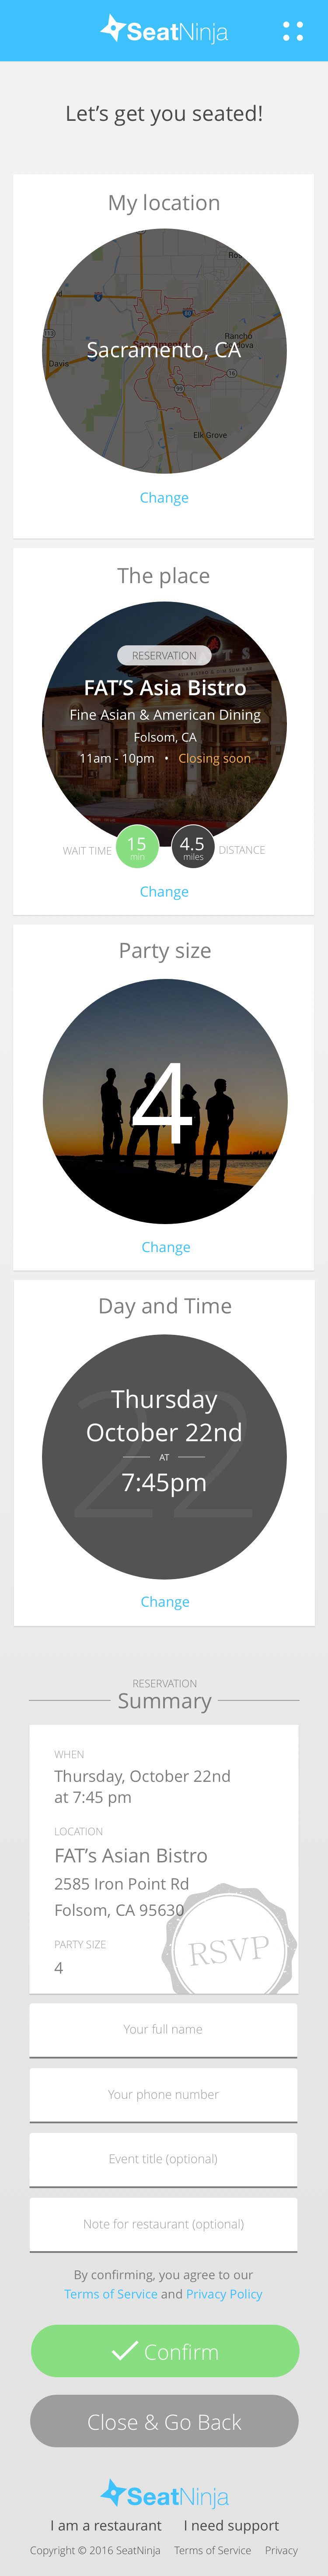 SeatNinja
Let's get you seated!
My location
Sacramento
Rancho
Davis
Elk Grove
Sacramento, CA
Change
The place
RESERVATION
FAT'S Asia Bistro
Fine Asian & American Dining
Folsom, CA
11am - 10pm • Closing soon
WAIT TIME 15 min 4.5 miles DISTANCE
Change
Party size
4
Change
Day and Time
22
Thursday
October 22nd
AT
7:45pm
Change
RESERVATION
Summary
WHEN
Thursday, October 22nd
at 7:45 pm
LOCATION
FAT's Asian Bistro
2585 Iron Point Rd
Folsom, CA 95630
PARTY SIZE
4
RSVP
Your full name
Your phone number
Event title (optional)
Note for restaurant (optional)
By confirming, you agree to our
Terms of Service and Privacy Policy
Confirm
Close & Go Back
SeatNinja
I am a restaurant I need support
Copyright © 2016 SeatNinja Terms of Service Privacy